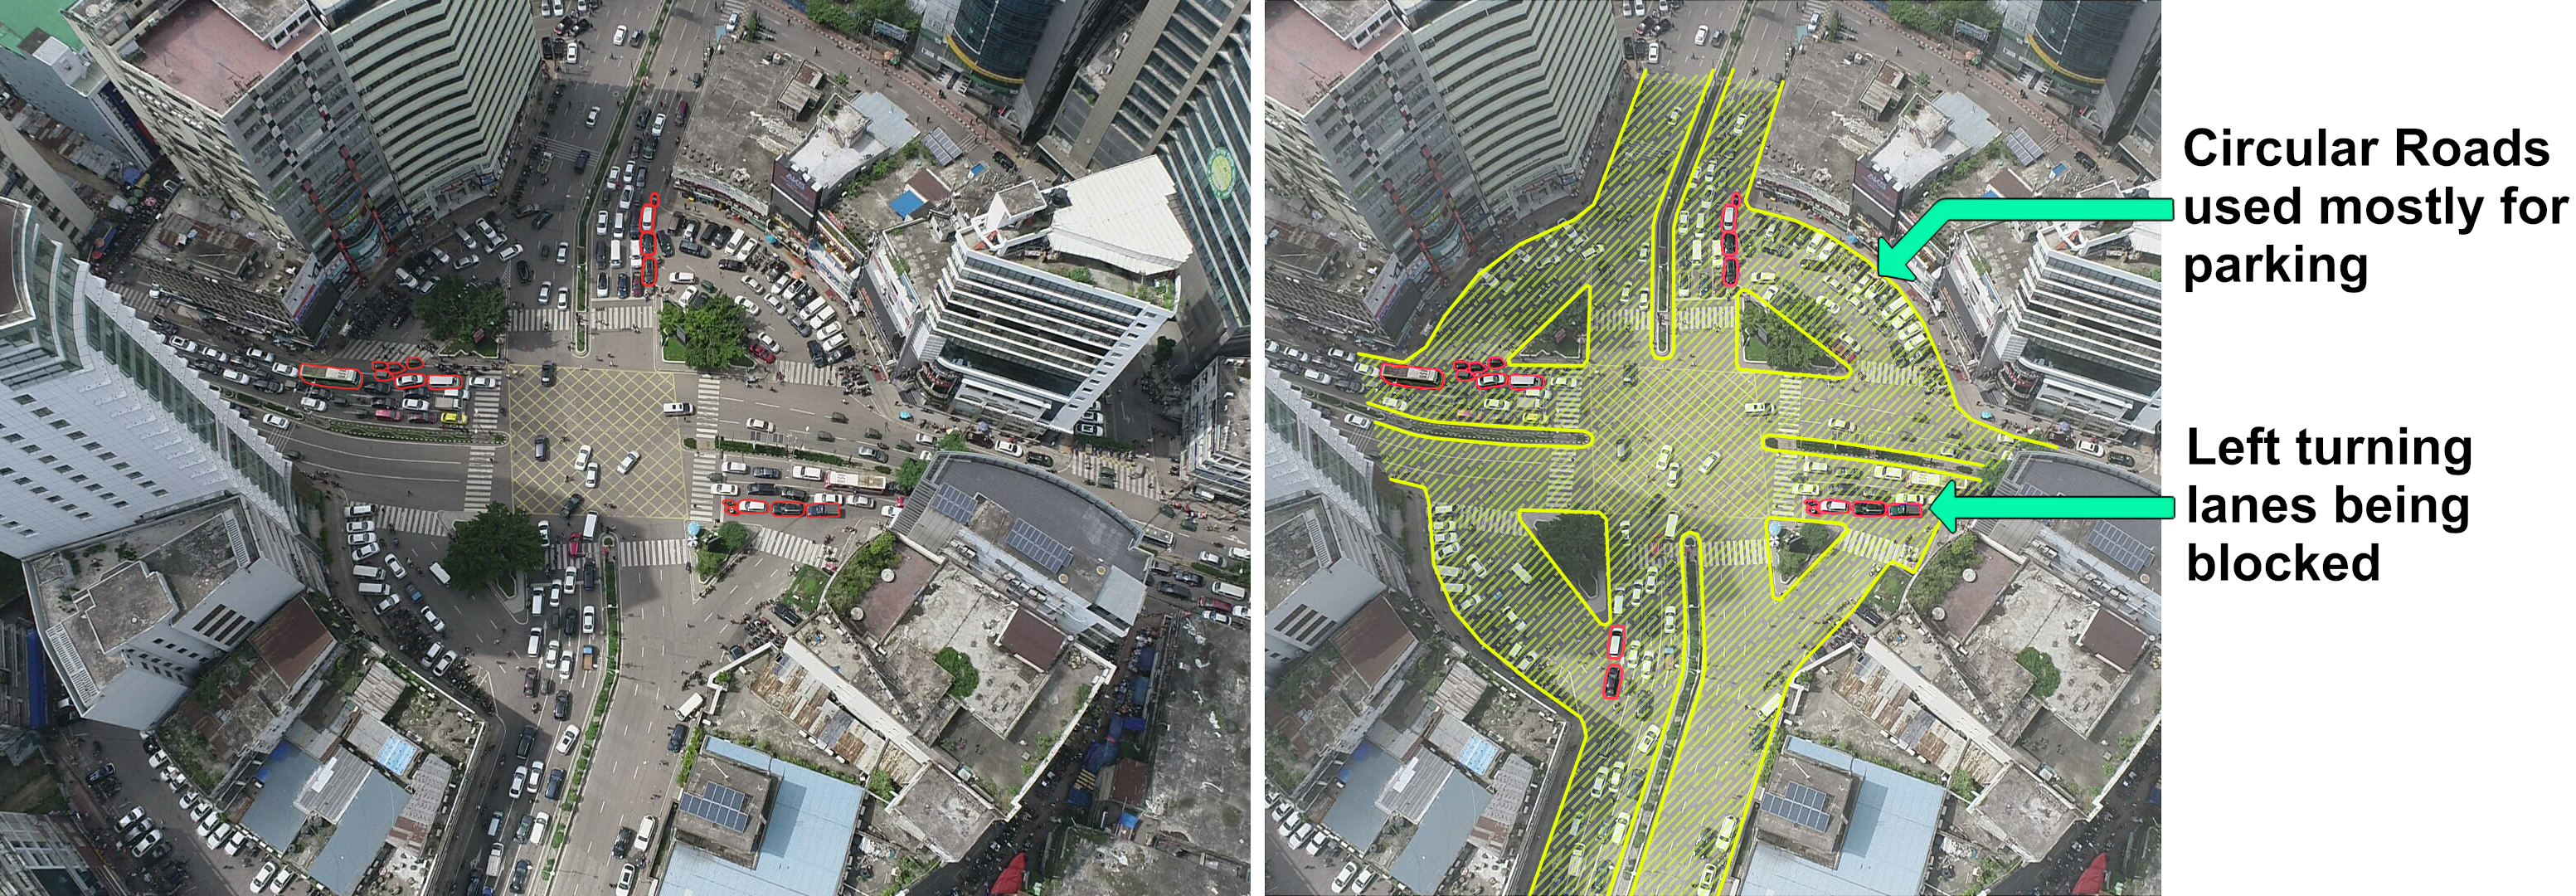 Circular Roads
used mostly for
parking
Left turning
lanes being
blocked